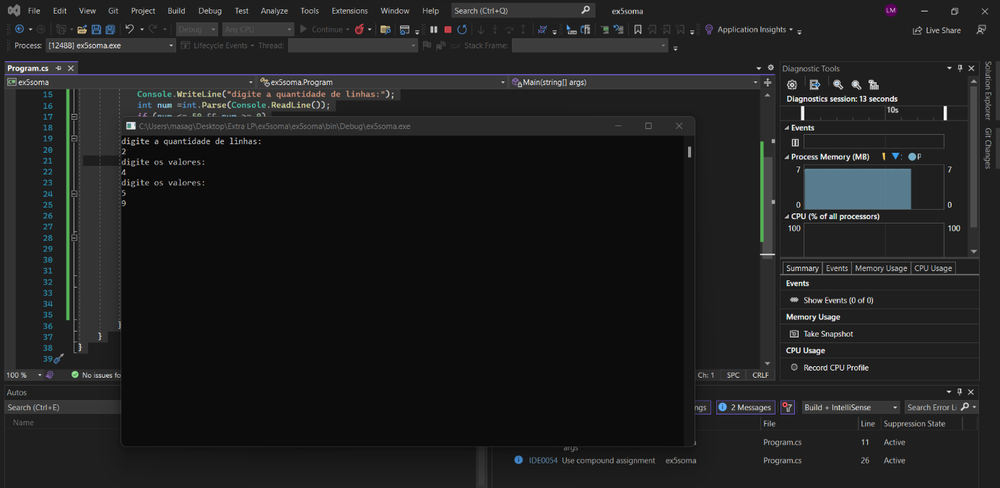 File Edit View Git Project Build Debug Test Analyze Tools Extensions Window Help Search (Ctrl+Q) ex5soma LM
Debug Any CPU Continue Application Insights Live Share
Process: [12488] ex5soma.exe Lifecycle Events Thread: Stack Frame:
Program.cs
ex5soma ex5soma.Program Main(string[] args)
15 Console.WriteLine("digite a quantidade de linhas:");
16 int num =int.Parse(Console.ReadLine());
17 if (num <= 50 && num >= 0)
18
19
20
21
22
23
24
25
26
27
28
29
30
31
32
33
34
35
36 }
37 }
38 }
39
C:\Users\masag\Desktop\Extra LP\ex5soma\ex5soma\bin\Debug\ex5soma.exe
digite a quantidade de linhas:
2
digite os valores:
4
digite os valores:
5
9
100 % No issues fo
Ch: 1 SPC CRLF
Diagnostic Tools
Diagnostics session: 13 seconds
10s
Events
Process Memory (MB) P
7 7
0 0
CPU (% of all processors)
100 100
Summary Events Memory Usage CPU Usage
Events
Show Events (0 of 0)
Memory Usage
Take Snapshot
CPU Usage
Record CPU Profile
Solution Explorer
Git Changes
Autos
Search (Ctrl+E)
Name
ngs 2 Messages Build + IntelliSense Search Error Li
File Line Suppression State
a Program.cs 11 Active
args
IDE0054 Use compound assignment ex5soma Program.cs 26 Active